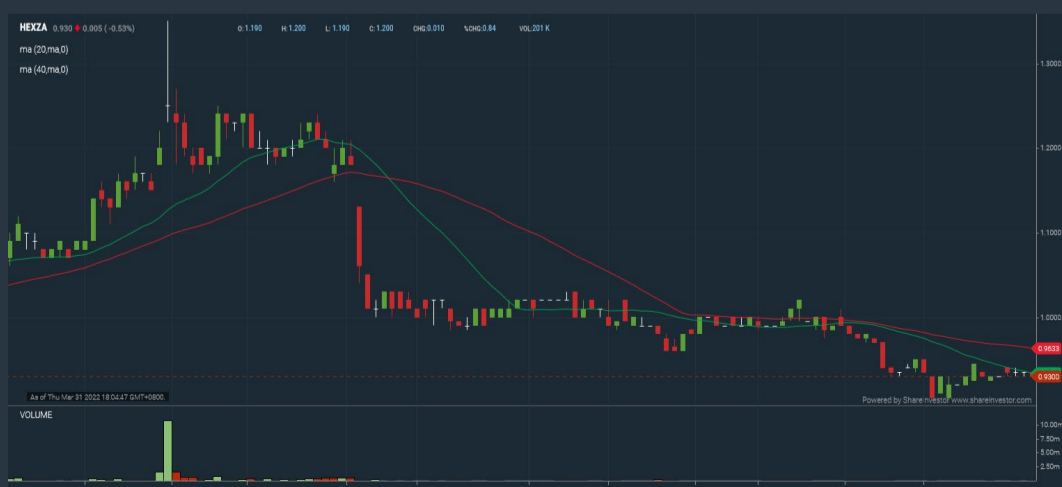 HEXZA 0.930 0.005 ( -0.53%) O:1.190 H:1.200 L:1.190 C:1.200 CHG:0.010 %CHG:0.84 VOL:201 K
ma (20,ma,0)
ma (40,ma,0)
1.3000
1.2000
1.1000
1.0000
0.9633
0.9300
As of Thu Mar 31 2022 18:04:47 GMT+0800.
Powered by ShareInvestor www.shareinvestor.com
VOLUME
10.00m
7.50m
5.00m
2.50m